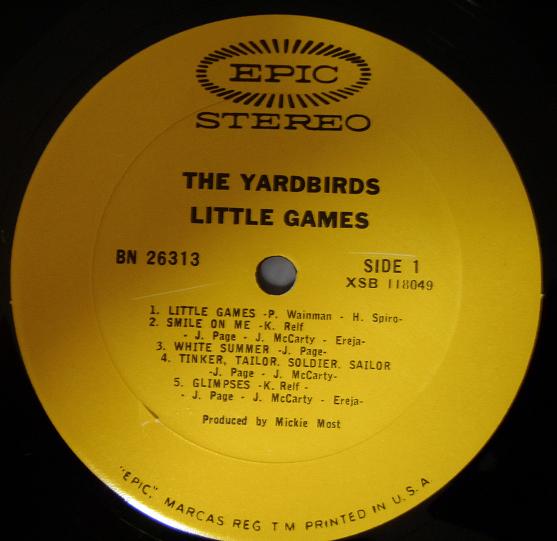 EPIC
STEREO
THE YARDBIRDS
LITTLE GAMES
BN 26313
SIDE 1
XSB 118049
1. LITTLE GAMES -P. Wainman - H. Spiro-
2. SMILE ON ME -K. Relf
- J. Page - J. McCarty - Ereja-
3. WHITE SUMMER -J. Page-
4. TINKER, TAILOR, SOLDIER, SAILOR
-J. Page - J. McCarty-
5. GLIMPSES -K. Relf -
- J. Page - J. McCarty - Ereja-
Produced by Mickie Most
"EPIC," MARCAS REG T M PRINTED IN U.S.A.